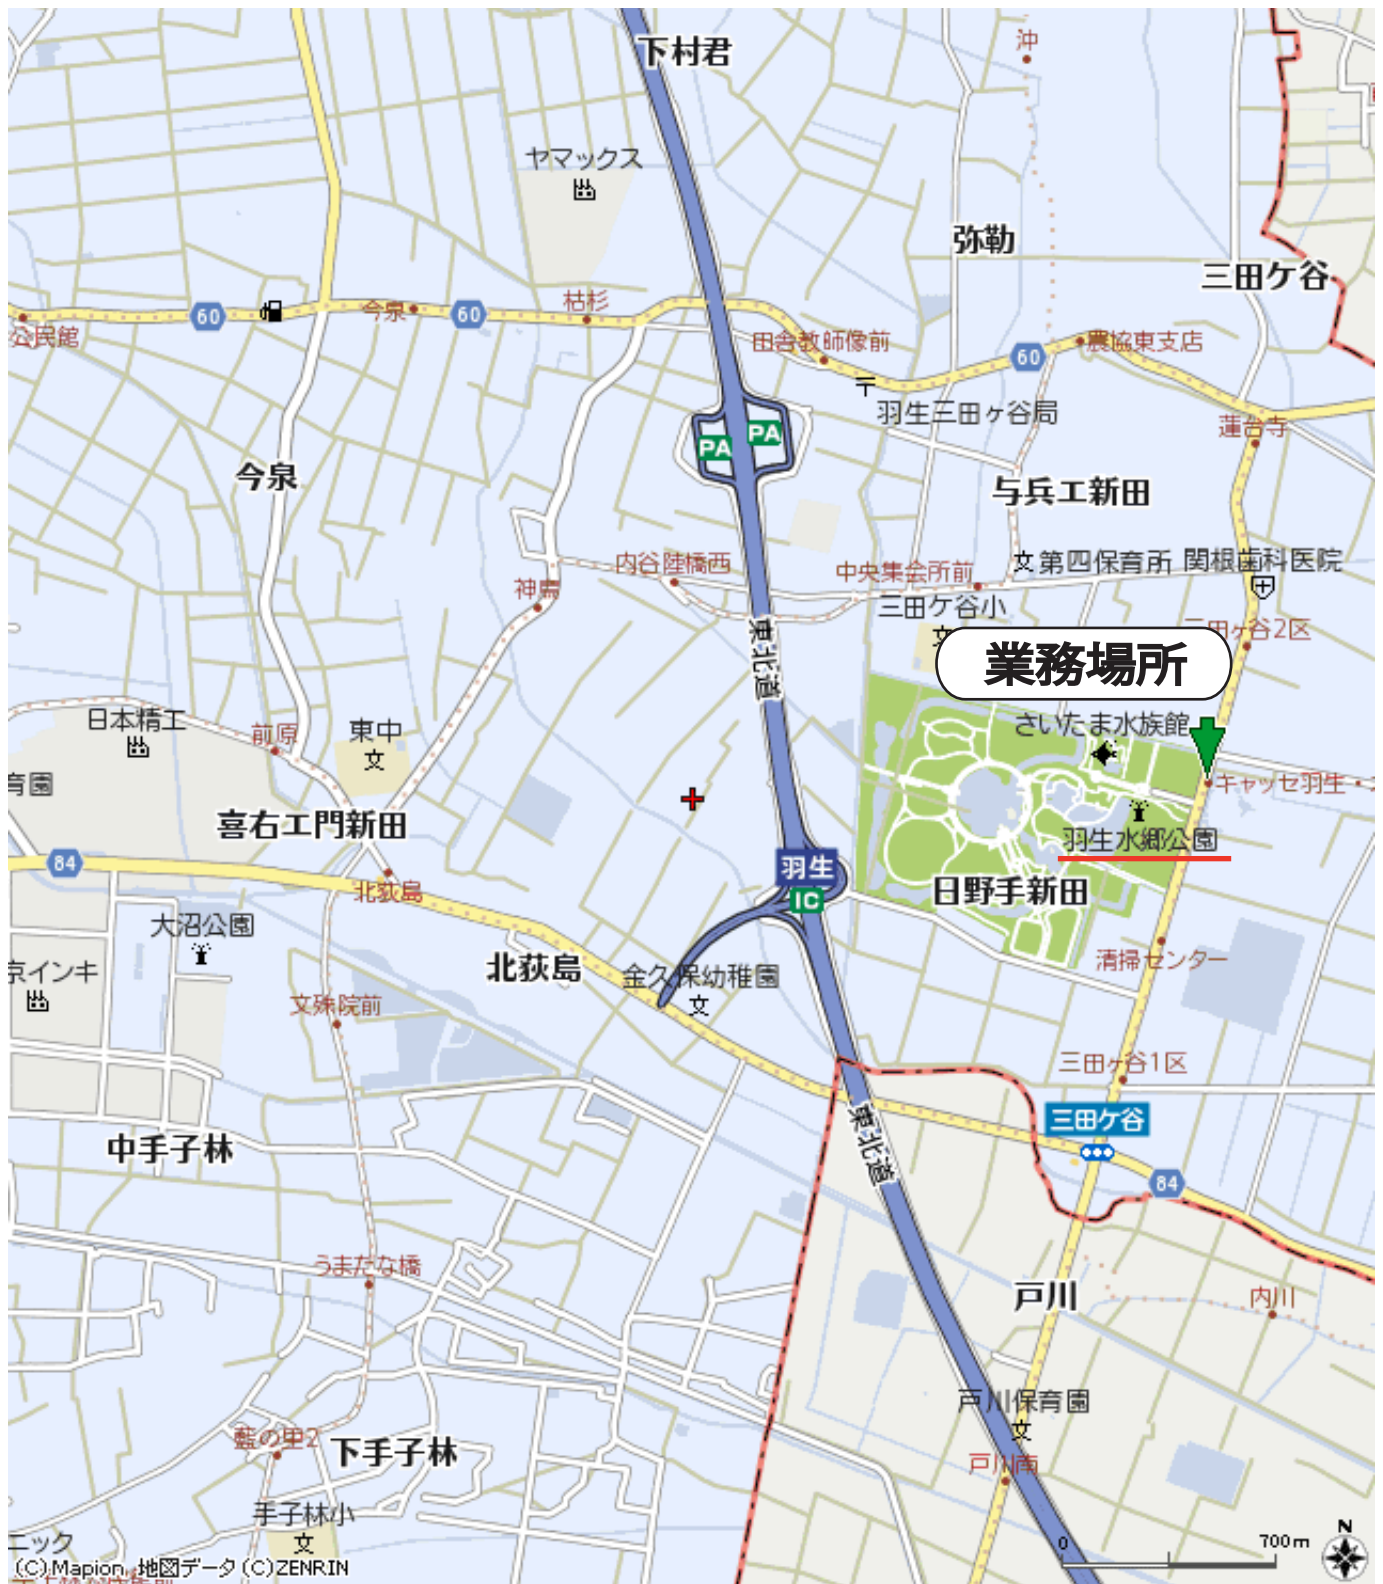 下村君
沖
ヤマックス
弥勒
三田ケ谷
60
今泉
60
枯杉
公民館
田舎教師像前
60
農協東支店
羽生三田ヶ谷局
蓮台寺
PA
PA
今泉
与兵エ新田
内谷陸橋西
中央集会所前
第四保育所
関根歯科医院
神鳥
三田ケ谷小
三田ヶ谷2区
東北道
業務場所
日本精工
前原
東中
さいたま水族館
育園
キャッセ羽生・
喜右エ門新田
羽生水郷公園
84
羽生
IC
北荻島
日野手新田
大沼公園
清掃センター
京インキ
北荻島
金久保幼稚園
文殊院前
三田ヶ谷1区
三田ケ谷
東北道
中手子林
84
うまだな橋
戸川
内川
戸川保育園
藍の里2
下手子林
戸川南
手子林小
ニック
0
700m
N
(C)Mapion 地図データ(C)ZENRIN